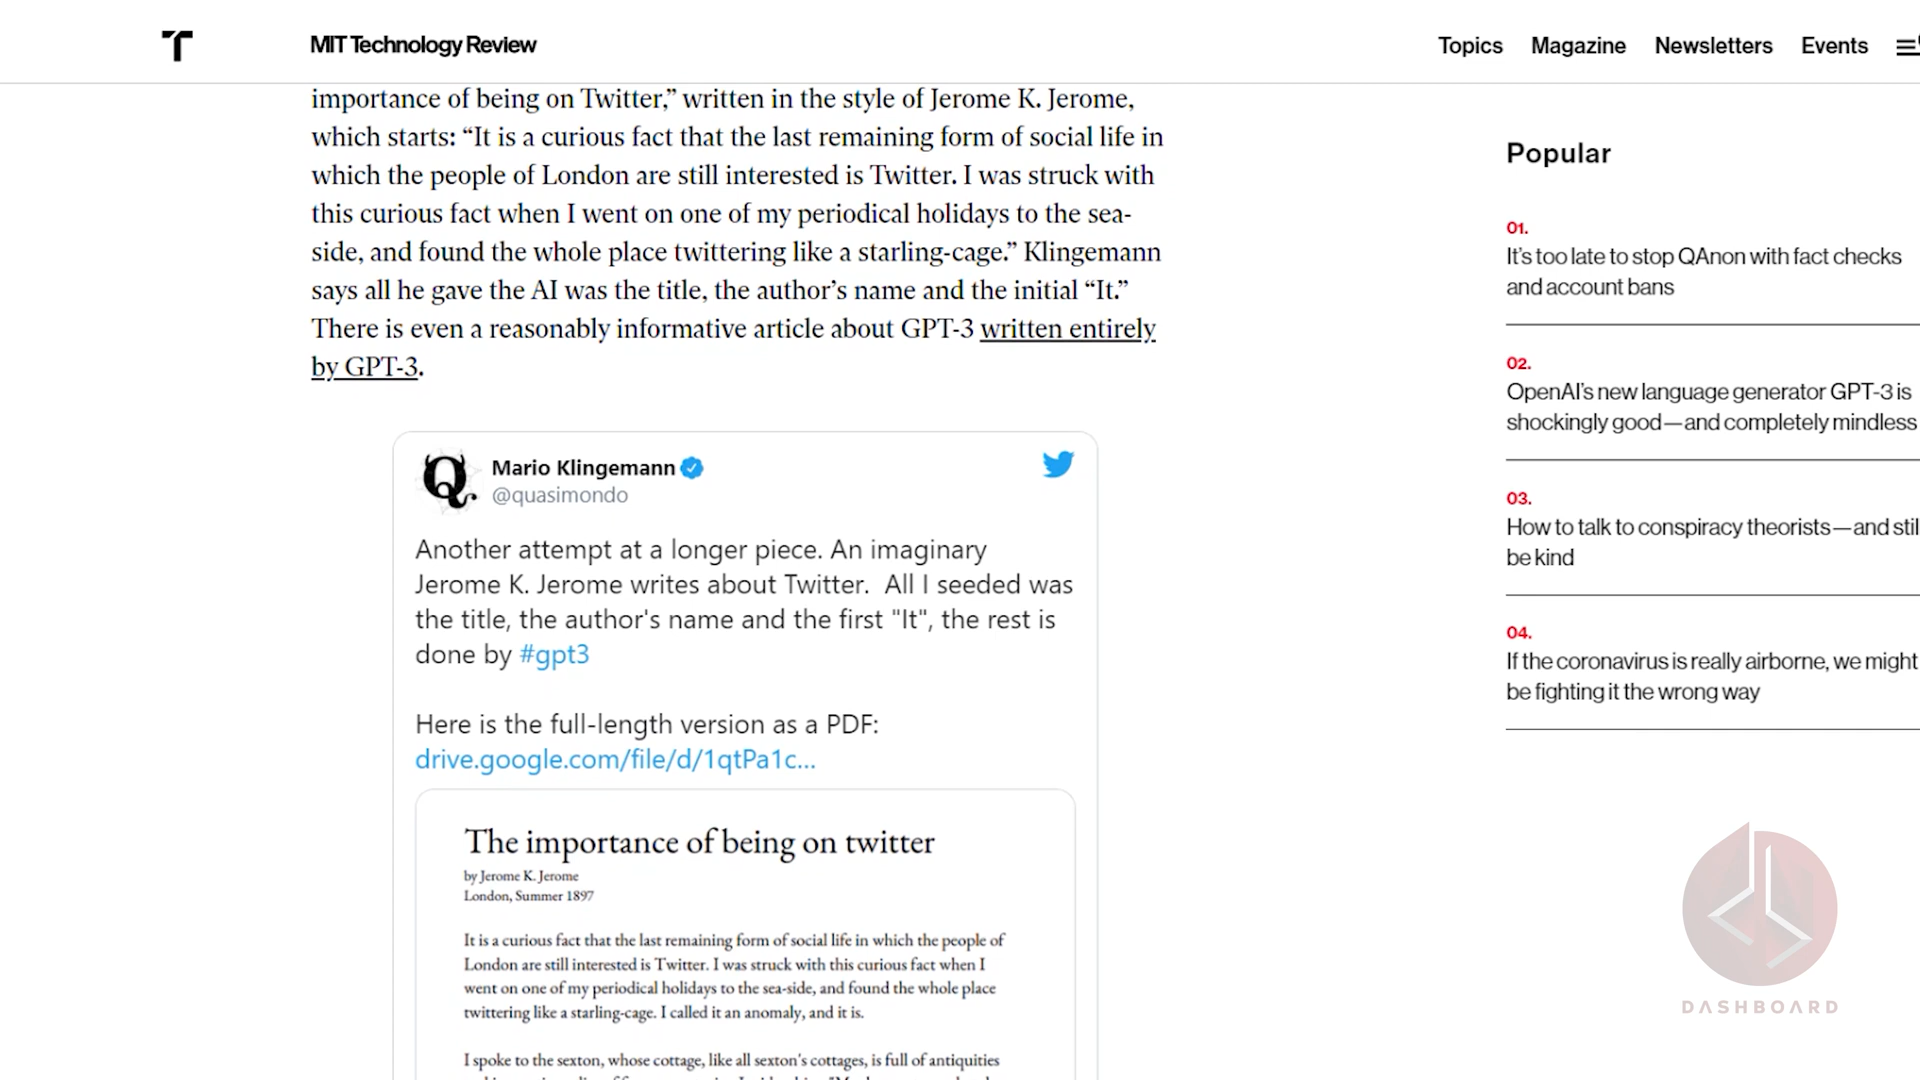 MIT Technology Review
Topics Magazine Newsletters Events
importance of being on Twitter,” written in the style of Jerome K. Jerome,
which starts: “It is a curious fact that the last remaining form of social life in
which the people of London are still interested is Twitter. I was struck with
this curious fact when I went on one of my periodical holidays to the sea-
side, and found the whole place twittering like a starling-cage.” Klingemann
says all he gave the AI was the title, the author’s name and the initial “It.”
There is even a reasonably informative article about GPT-3 written entirely
by GPT-3.
Mario Klingemann
@quasimondo
Another attempt at a longer piece. An imaginary
Jerome K. Jerome writes about Twitter. All I seeded was
the title, the author's name and the first "It", the rest is
done by #gpt3
Here is the full-length version as a PDF:
drive.google.com/file/d/1qtPa1c...
The importance of being on twitter
by Jerome K. Jerome
London, Summer 1897
It is a curious fact that the last remaining form of social life in which the people of
London are still interested is Twitter. I was struck with this curious fact when I
went on one of my periodical holidays to the sea-side, and found the whole place
twittering like a starling-cage. I called it an anomaly, and it is.
I spoke to the sexton, whose cottage, like all sexton's cottages, is full of antiquities
Popular
01.
It’s too late to stop QAnon with fact checks
and account bans
02.
OpenAI’s new language generator GPT-3 is
shockingly good—and completely mindless
03.
How to talk to conspiracy theorists—and stil
be kind
04.
If the coronavirus is really airborne, we might
be fighting it the wrong way
DASHBOARD